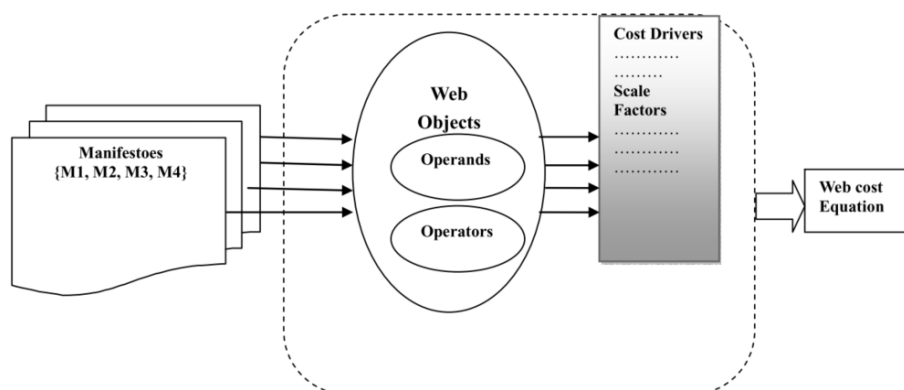 Manifestoes
{M1, M2, M3, M4}
Web
Objects
Operands
Operators
Cost Drivers
…………
………
Scale
Factors
…………
…………
…………
Web cost
Equation